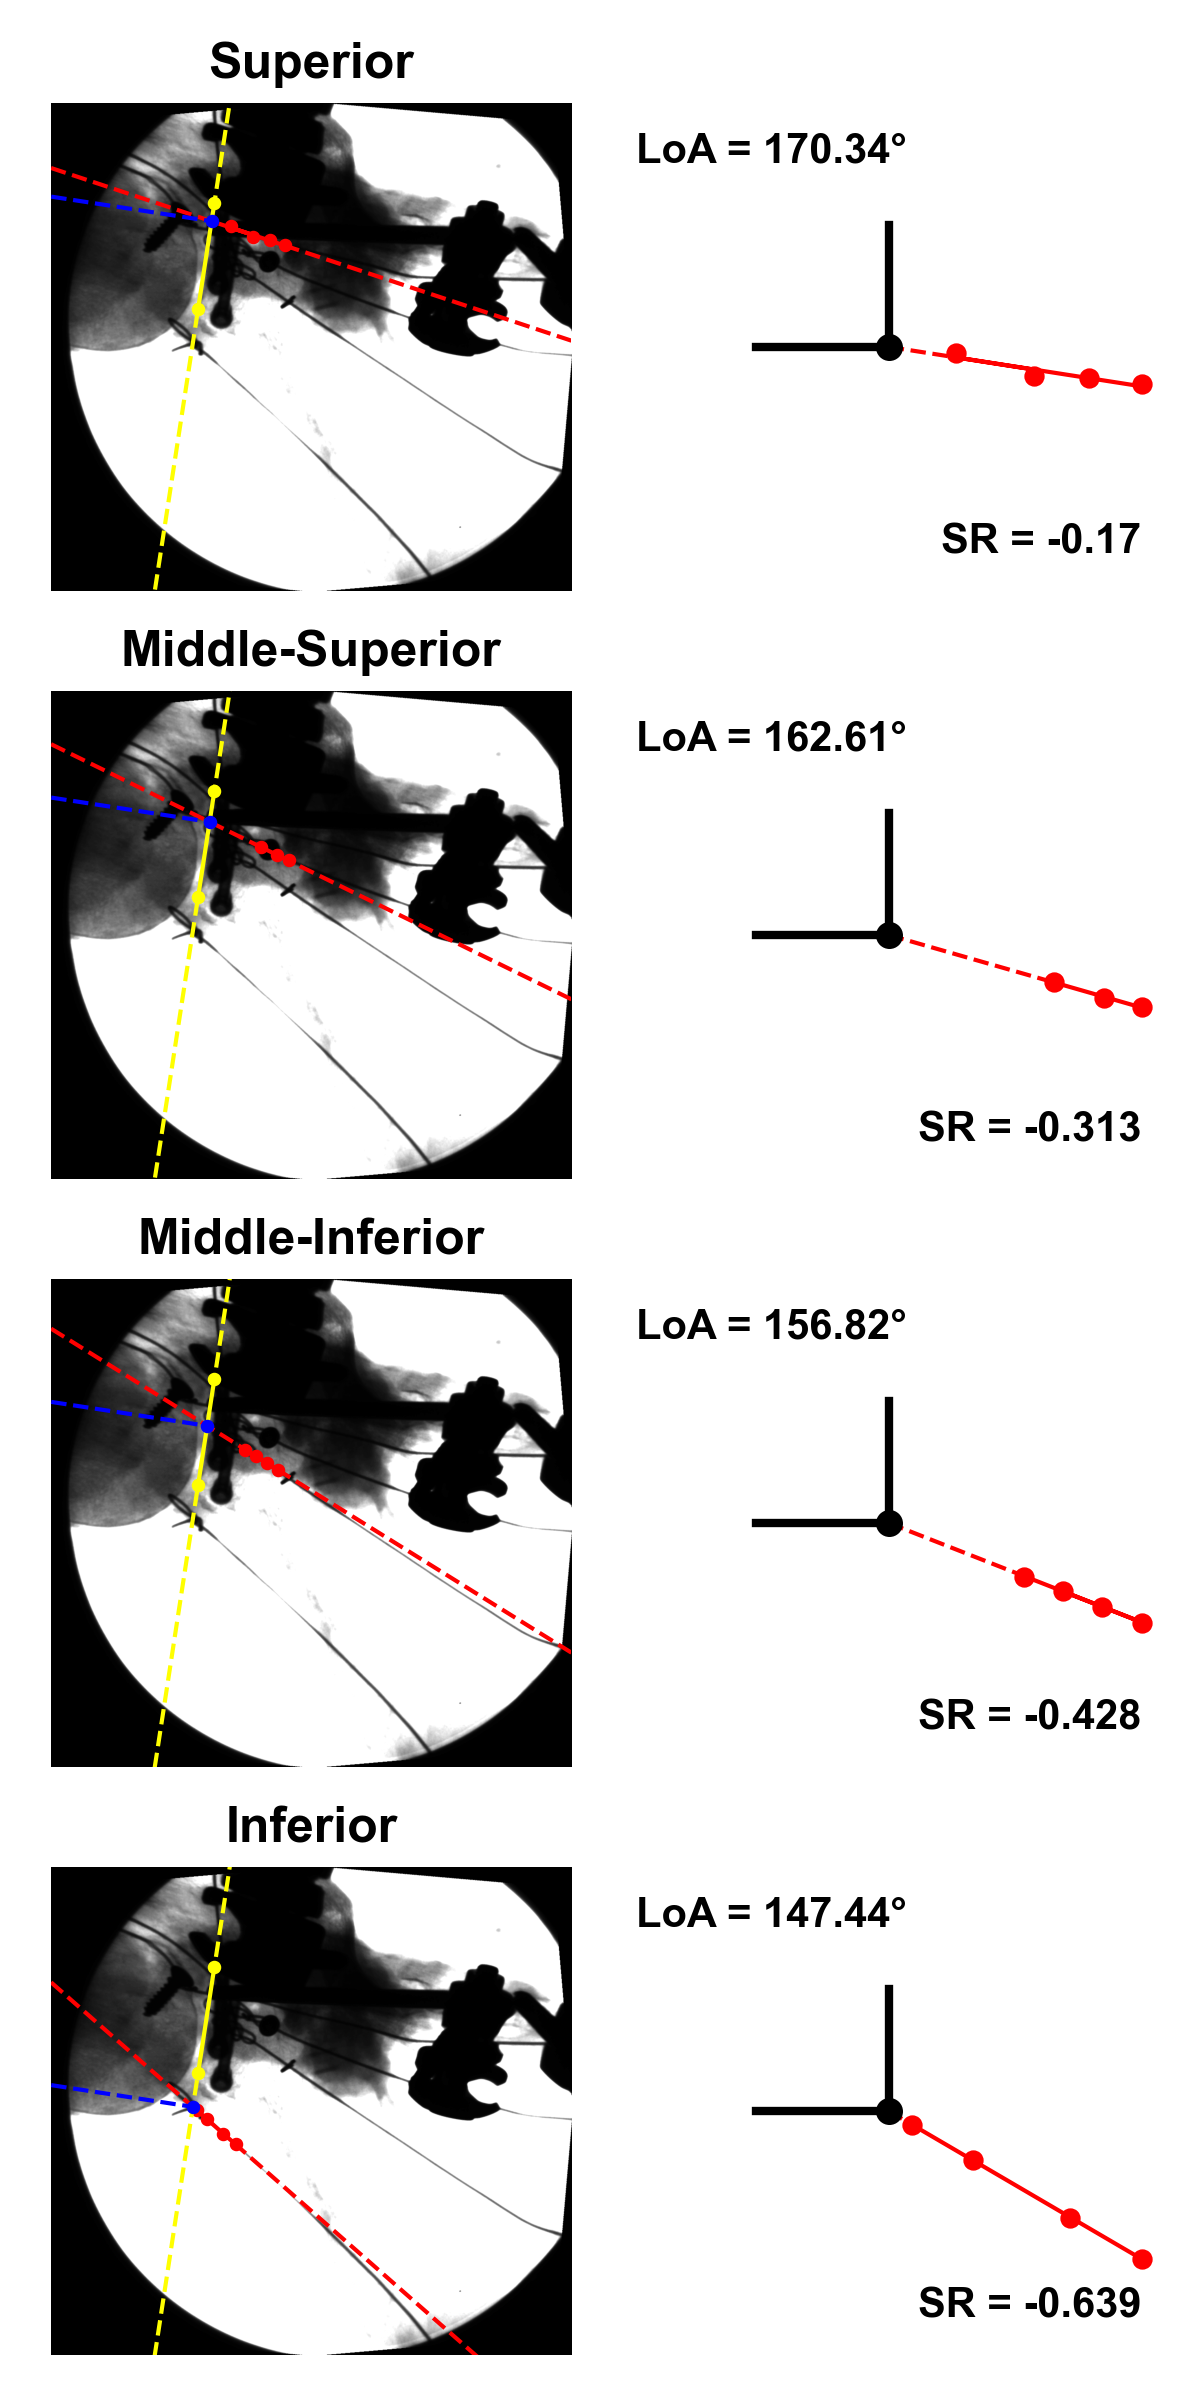 Superior
LoA = 170.34°
SR = -0.17
Middle-Superior
LoA = 162.61°
SR = -0.313
Middle-Inferior
LoA = 156.82°
SR = -0.428
Inferior
LoA = 147.44°
SR = -0.639